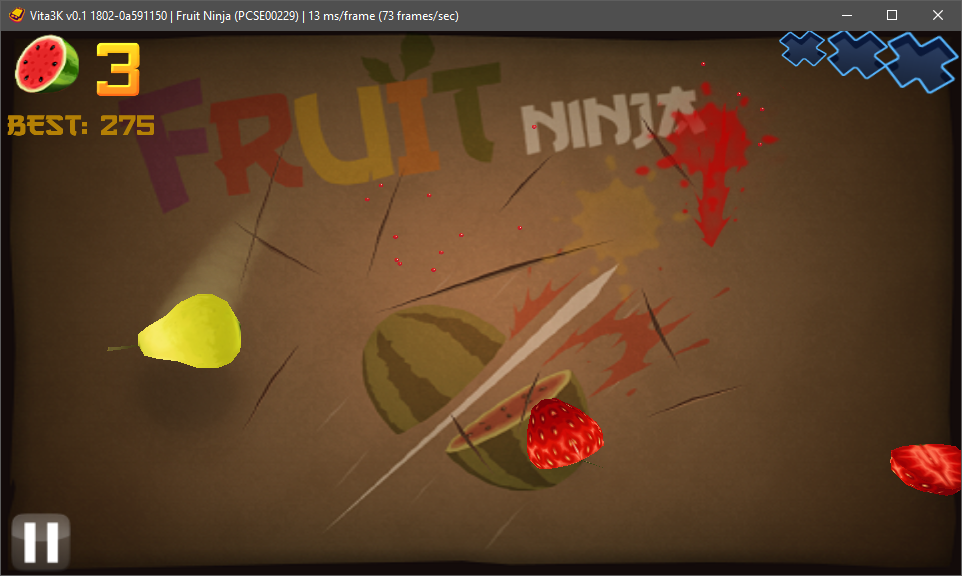 Vita3K v0.1 1802-0a591150 | Fruit Ninja (PCSE00229) | 13 ms/frame (73 frames/sec)
3
BEST: 275
FRUIT NINJA